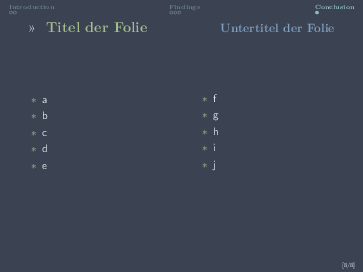 Introduction Findings Conclusion
» Titel der Folie Untertitel der Folie
* a
* b
* c
* d
* e
* f
* g
* h
* i
* j
[8/8]